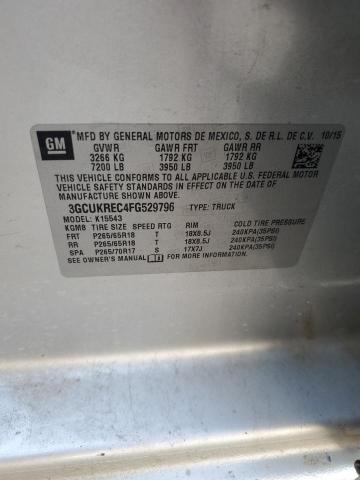 GM MFD BY GENERAL MOTORS DE MEXICO, S. DE R.L. DE C.V. 10/15
GVWR GAWR FRT GAWR RR
3266 KG 1792 KG 1792 KG
7200 LB 3950 LB 3950 LB
THIS VEHICLE CONFORMS TO ALL APPLICABLE U.S. FEDERAL MOTOR
VEHICLE SAFETY, BUMPER, AND THEFT PREVENTION STANDARDS IN
EFFECT ON THE DATE OF MANUFACTURE SHOWN ABOVE.
3GCUKREC4FG529796 TYPE: TRUCK
MODEL: K15543
KGM8 TIRE SIZE SPEED RTG RIM COLD TIRE PRESSURE
FRT P265/65R18 T 18X8.5J 240KPA(35PSI)
RR P265/65R18 T 18X8.5J 240KPA(35PSI)
SPA P265/70R17 S 17X7J 240KPA(35PSI)
SEE OWNER'S MANUAL FOR MORE INFORMATION.